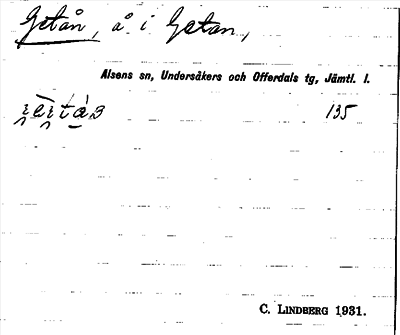 Getån, å i Getan,
Alsens sn, Undersåkers och Offerdals tg, Jämtl. l.
135
C. LINDBERG 1931.